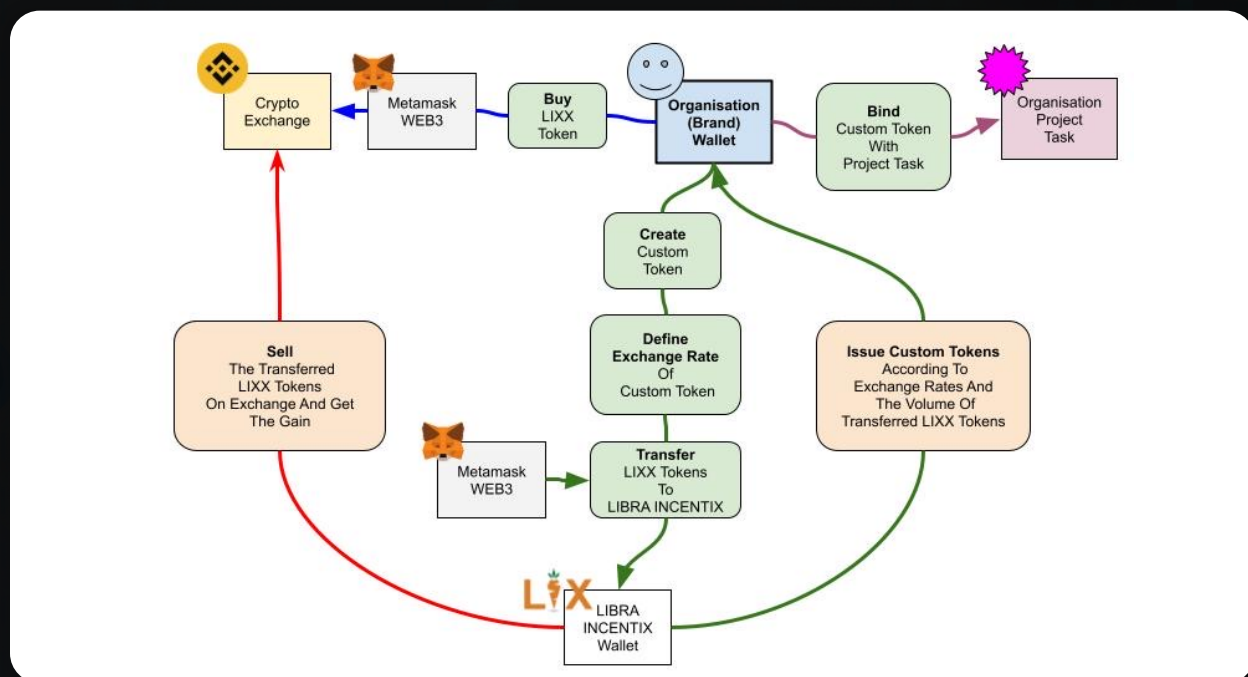 Crypto
Exchange
Metamask
WEB3
Buy
LIXX
Token
Organisation
(Brand)
Wallet
Bind
Custom Token
With
Project Task
Organisation
Project
Task
Create
Custom
Token
Sell
The Transferred
LIXX Tokens
On Exchange And Get
The Gain
Define
Exchange Rate
Of
Custom Token
Issue Custom Tokens
According To
Exchange Rates And
The Volume Of
Transferred LIXX Tokens
Metamask
WEB3
Transfer
LIXX Tokens
To
LIBRA INCENTIX
LIX
LIBRA
INCENTIX
Wallet